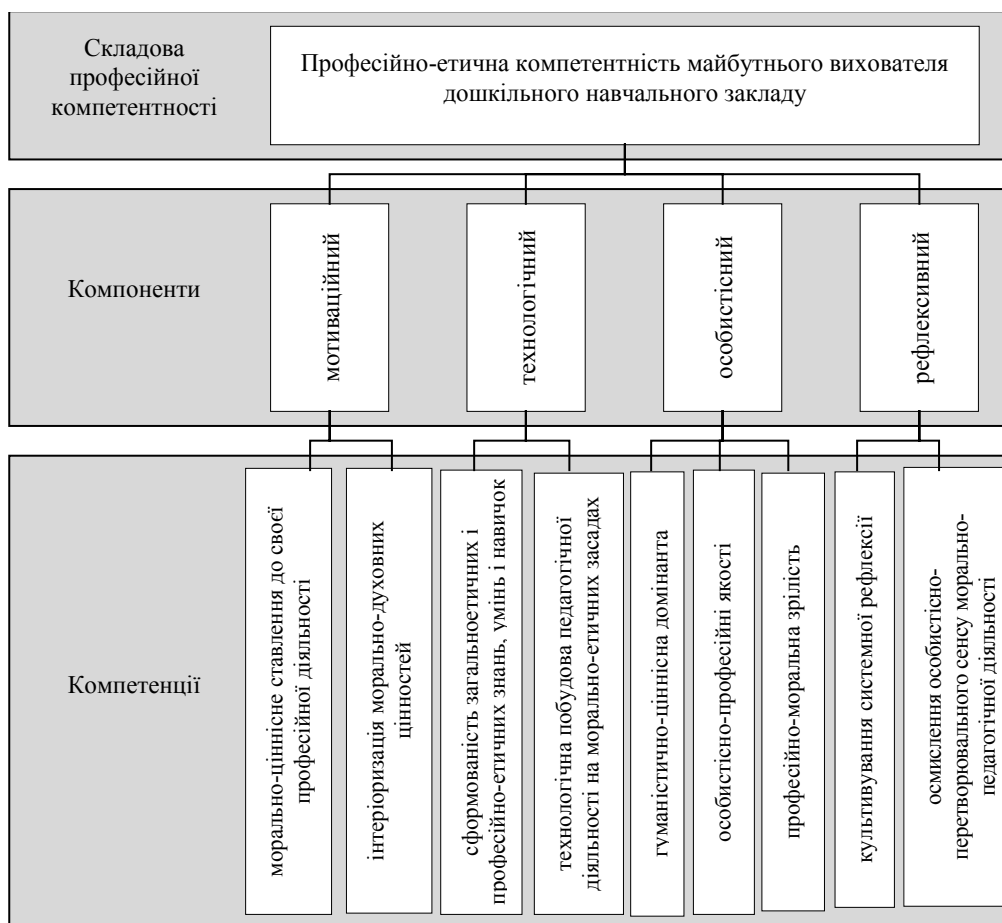 Складова
професійної
компетентності
Професійно-етична компетентність майбутнього вихователя
дошкільного навчального закладу
Компоненти
мотиваційний
технологічний
особистісний
рефлексивний
Компетенції
морально-ціннісне ставлення до своєї
професійної діяльності
інтеріоризація морально-духовних
цінностей
сформованість загальноетичних і
професійно-етичних знань, умінь і навичок
технологічна побудова педагогічної
діяльності на морально-етичних засадах
гуманістично-ціннісна домінанта
особистісно-професійні якості
професійно-моральна зрілість
культивування системної рефлексії
осмислення особистісно-
перетворювального сенсу морально-
педагогічної діяльності